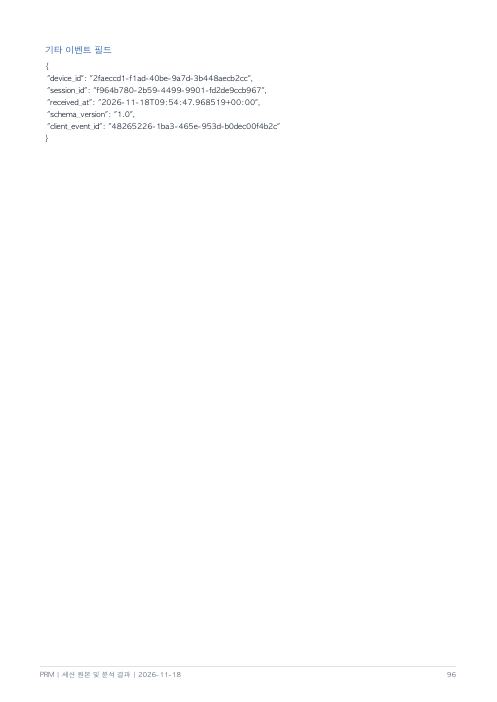 기타 이벤트 필드
{
"device_id": "2faeccd1-f1ad-40be-9a7d-3b448aecb2cc",
"session_id": "f964b780-2b59-4499-9901-fd2de9ccb967",
"received_at": "2026-11-18T09:54:47.968519+00:00",
"schema_version": "1.0",
"client_event_id": "48265226-1ba3-465e-953d-b0dec00f4b2c"
}
PRM | 세션 원본 및 분석 결과 | 2026-11-18
96